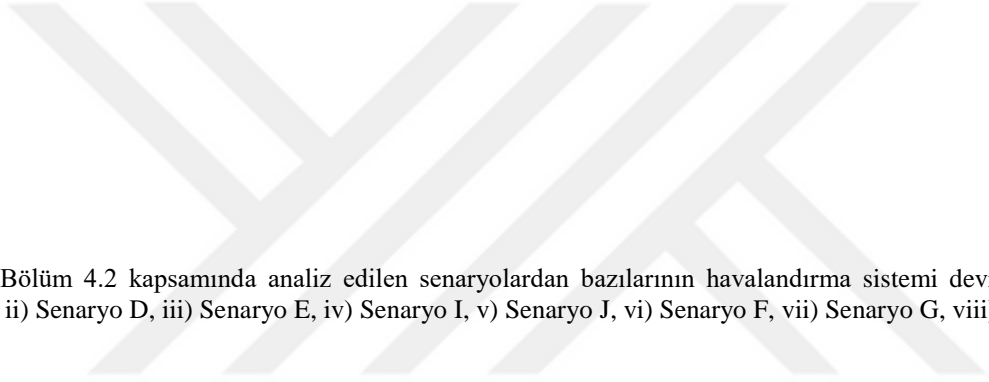 Bölüm 4.2 kapsamında analiz edilen senaryolardan bazılarının havalandırma sistemi
ii) Senaryo D, iii) Senaryo E, iv) Senaryo I, v) Senaryo J, vi) Senaryo F, vii) Senaryo G, viii)